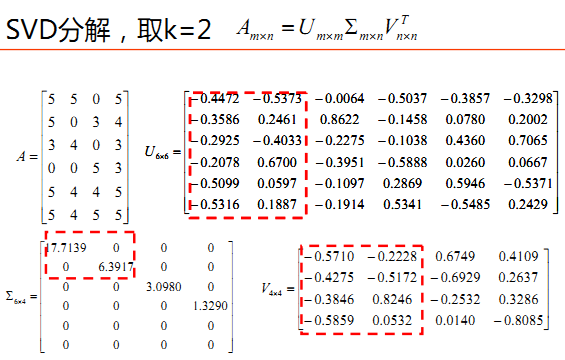 SVD分解，取k=2 A_{m×n} = U_{m×m} Σ_{m×n} V^T_{n×n}
A =
5 5 0 5
5 0 3 4
3 4 0 3
0 0 5 3
5 4 4 5
5 4 5 5
U_{6×6} =
-0.4472 -0.5373 -0.0064 -0.5037 -0.3857 -0.3298
-0.3586 0.2461 0.8622 -0.1458 0.0780 0.2002
-0.2925 -0.4033 -0.2275 -0.1038 0.4360 0.7065
-0.2078 0.6700 -0.3951 -0.5888 0.0260 0.0667
-0.5099 0.0597 -0.1097 0.2869 0.5946 -0.5371
-0.5316 0.1887 -0.1914 0.5341 -0.5485 0.2429
Σ_{6×4} =
17.7139 0 0 0
0 6.3917 0 0
0 0 3.0980 0
0 0 0 1.3290
0 0 0 0
0 0 0 0
V_{4×4} =
-0.5710 -0.2228 0.6749 0.4109
-0.4275 -0.5172 -0.6929 0.2637
-0.3846 0.8246 -0.2532 0.3286
-0.5859 0.0532 0.0140 -0.8085